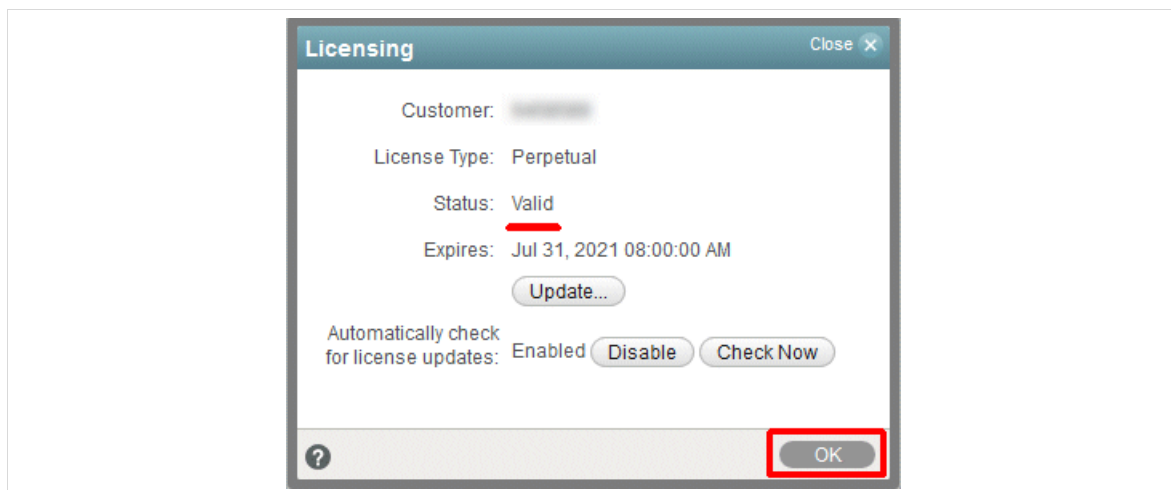 Licensing
Close
Customer:
License Type: Perpetual
Status: Valid
Expires: Jul 31, 2021 08:00:00 AM
Update...
Automatically check
for license updates: Enabled Disable Check Now
? OK